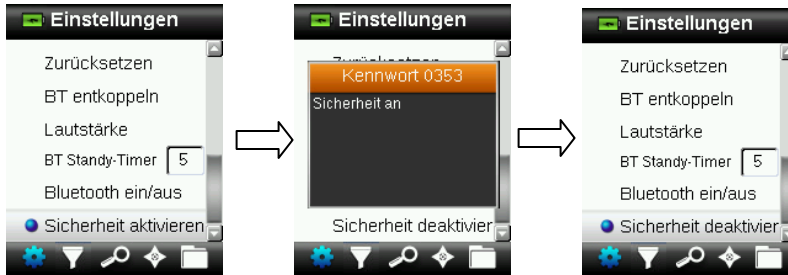 Einstellungen
Zurücksetzen
BT entkoppeln
Lautstärke
BT Standy-Timer 5
Bluetooth ein/aus
Sicherheit aktivieren
Einstellungen
Zurücksetzen
Kennwort 0353
Sicherheit an
Sicherheit deaktivier
Einstellungen
Zurücksetzen
BT entkoppeln
Lautstärke
BT Standy-Timer 5
Bluetooth ein/aus
Sicherheit deaktivier